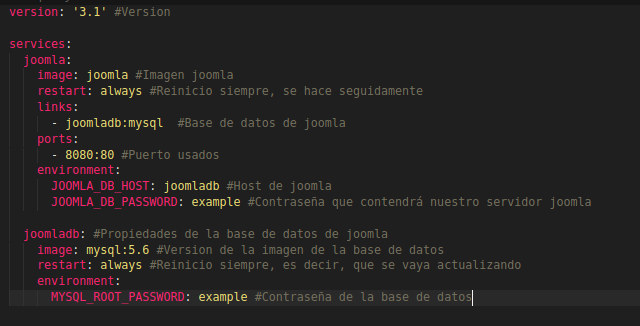 version: '3.1' #Version
services:
joomla:
image: joomla #Imagen joomla
restart: always #Reinicio siempre, se hace seguidamente
links:
- joomladb:mysql  #Base de datos de joomla
ports:
- 8080:80 #Puerto usados
environment:
JOOMLA_DB_HOST: joomladb #Host de joomla
JOOMLA_DB_PASSWORD: example #Contraseña que contendrá nuestro servidor joomla
joomladb: #Propiedades de la base de datos de joomla
image: mysql:5.6 #Version de la imagen de la base de datos
restart: always #Reinicio siempre, es decir, que se vaya actualizando
environment:
MYSQL_ROOT_PASSWORD: example #Contraseña de la base de datos